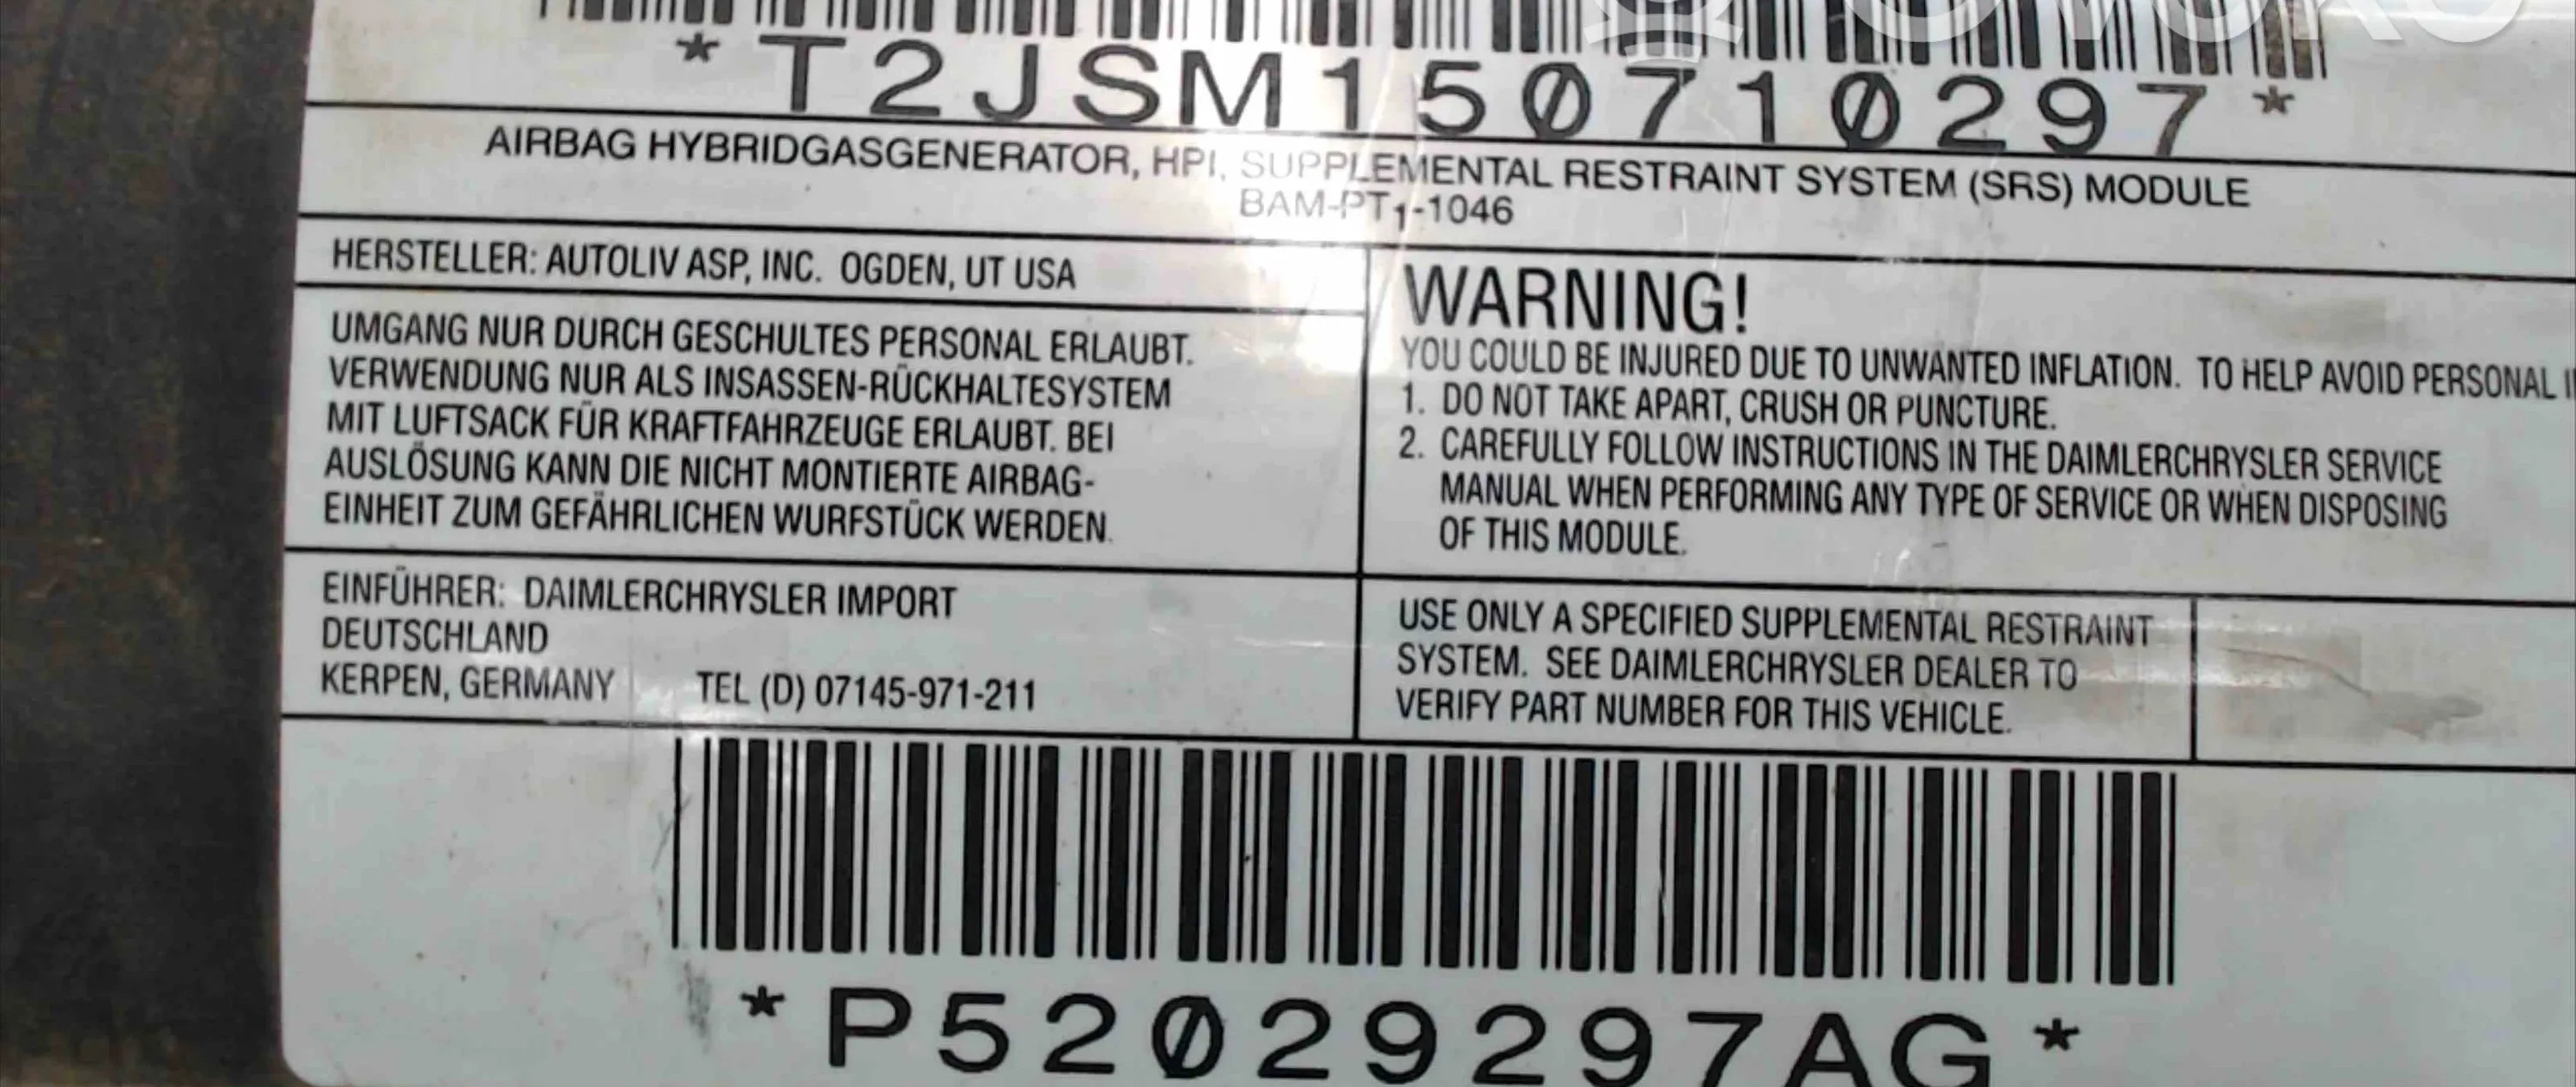 *T2JSM150710297*
AIRBAG HYBRIDGASGENERATOR, HPI, SUPPLEMENTAL RESTRAINT SYSTEM (SRS) MODULE
BAM-PT1-1046
HERSTELLER: AUTOLIV ASP, INC. OGDEN, UT USA
UMGANG NUR DURCH GESCHULTES PERSONAL ERLAUBT.
VERWENDUNG NUR ALS INSASSEN-RÜCKHALTESYSTEM
MIT LUFTSACK FÜR KRAFTFAHRZEUGE ERLAUBT. BEI
AUSLÖSUNG KANN DIE NICHT MONTIERTE AIRBAG-
EINHEIT ZUM GEFÄHRLICHEN WURFSTÜCK WERDEN.
EINFÜHRER: DAIMLERCHRYSLER IMPORT
DEUTSCHLAND
KERPEN, GERMANY TEL (D) 07145-971-211
WARNING!
YOU COULD BE INJURED DUE TO UNWANTED INFLATION. TO HELP AVOID PERSONAL
1. DO NOT TAKE APART, CRUSH OR PUNCTURE.
2. CAREFULLY FOLLOW INSTRUCTIONS IN THE DAIMLERCHRYSLER SERVICE
MANUAL WHEN PERFORMING ANY TYPE OF SERVICE OR WHEN DISPOSING
OF THIS MODULE.
USE ONLY A SPECIFIED SUPPLEMENTAL RESTRAINT
SYSTEM. SEE DAIMLERCHRYSLER DEALER TO
VERIFY PART NUMBER FOR THIS VEHICLE.
*P52029297AG*